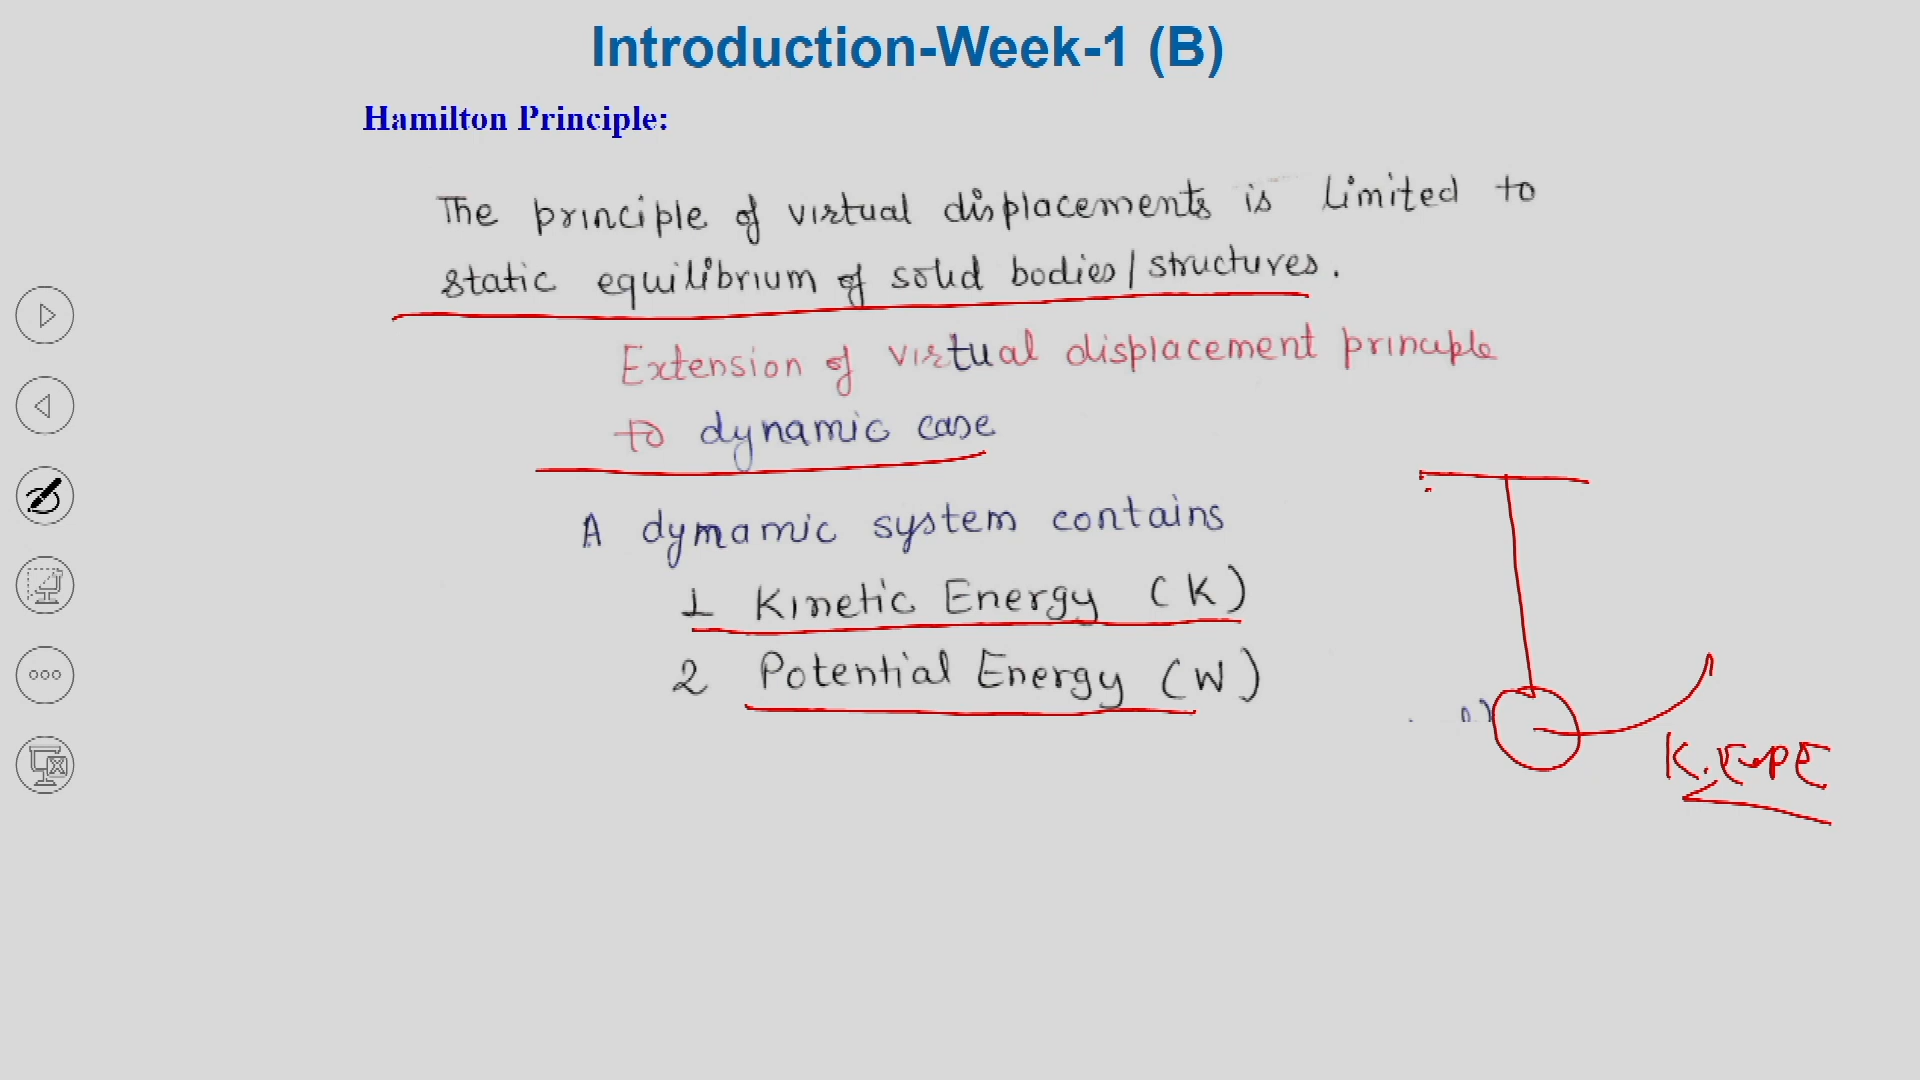 Introduction-Week-1 (B)
Hamilton Principle:
The principle of virtual displacements is limited to
static equilibrium of solid bodies/structures.
Extension of virtual displacement principle
to dynamic case
A dynamic system contains
1 Kinetic Energy (K)
2 Potential Energy (W)
K.E
PE